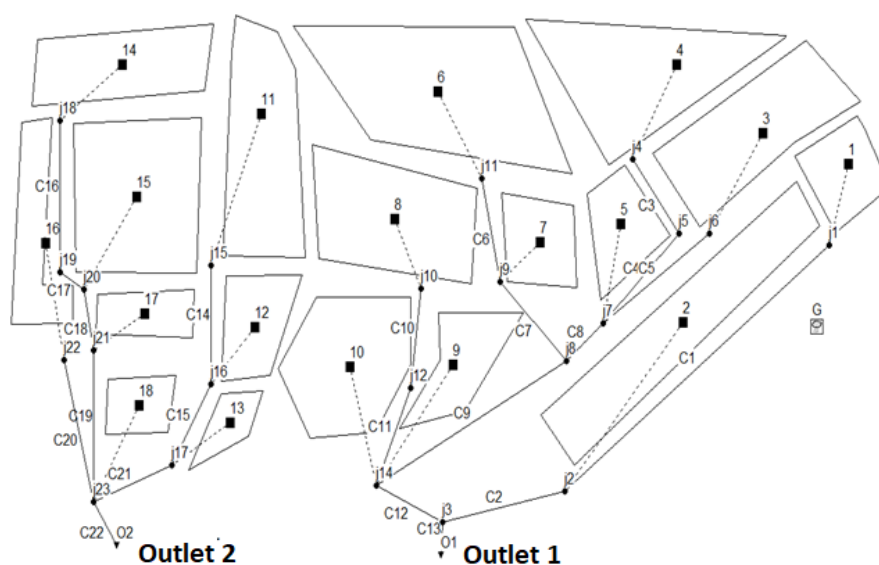 14
4
6
11
3
j18
j4
1
j11
C16
15
8
C3
16
5
j5
j6
7
C6
j1
j15
j19
j20
C4
C5
j9
j10
C17
17
C14
G
C18
12
2
j7
j21
C10
C7
C8
j22
j8
C1
10
9
j16
j12
18
C19
C15
13
C9
C11
C20
j17
C21
j14
j2
j23
C12
C2
j3
C22
O2
C13
O1
Outlet 2
Outlet 1